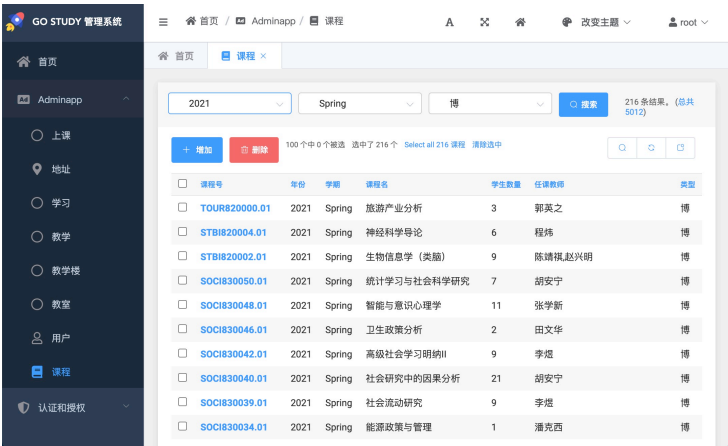 GO STUDY 管理系统
首页 / Adminapp / 课程
A
改变主题
root
首页
首页
课程 ×
Adminapp
上课
地址
学习
教学
教学楼
教室
用户
课程
认证和授权
2021
Spring
博
搜索
216 条结果。 (总共
5012)
+ 增加
删除
100 个中 0 个被选 选中了 216 个 Select all 216 课程 清除选中
课程号 年份 学期 课程名 学生数量 任课教师 类型
TOUR820000.01 2021 Spring 旅游产业分析 3 郭英之 博
STBI820004.01 2021 Spring 神经科学导论 6 程炜 博
STBI820002.01 2021 Spring 生物信息学（类脑） 9 陈靖祺,赵兴明 博
SOCI830050.01 2021 Spring 统计学习与社会科学研究 7 胡安宁 博
SOCI830048.01 2021 Spring 智能与意识心理学 11 张学新 博
SOCI830046.01 2021 Spring 卫生政策分析 2 田文华 博
SOCI830042.01 2021 Spring 高级社会学习明纳II 9 李煜 博
SOCI830040.01 2021 Spring 社会研究中的因果分析 21 胡安宁 博
SOCI830039.01 2021 Spring 社会流动研究 9 李煜 博
SOCI830034.01 2021 Spring 能源政策与管理 1 潘克西 博